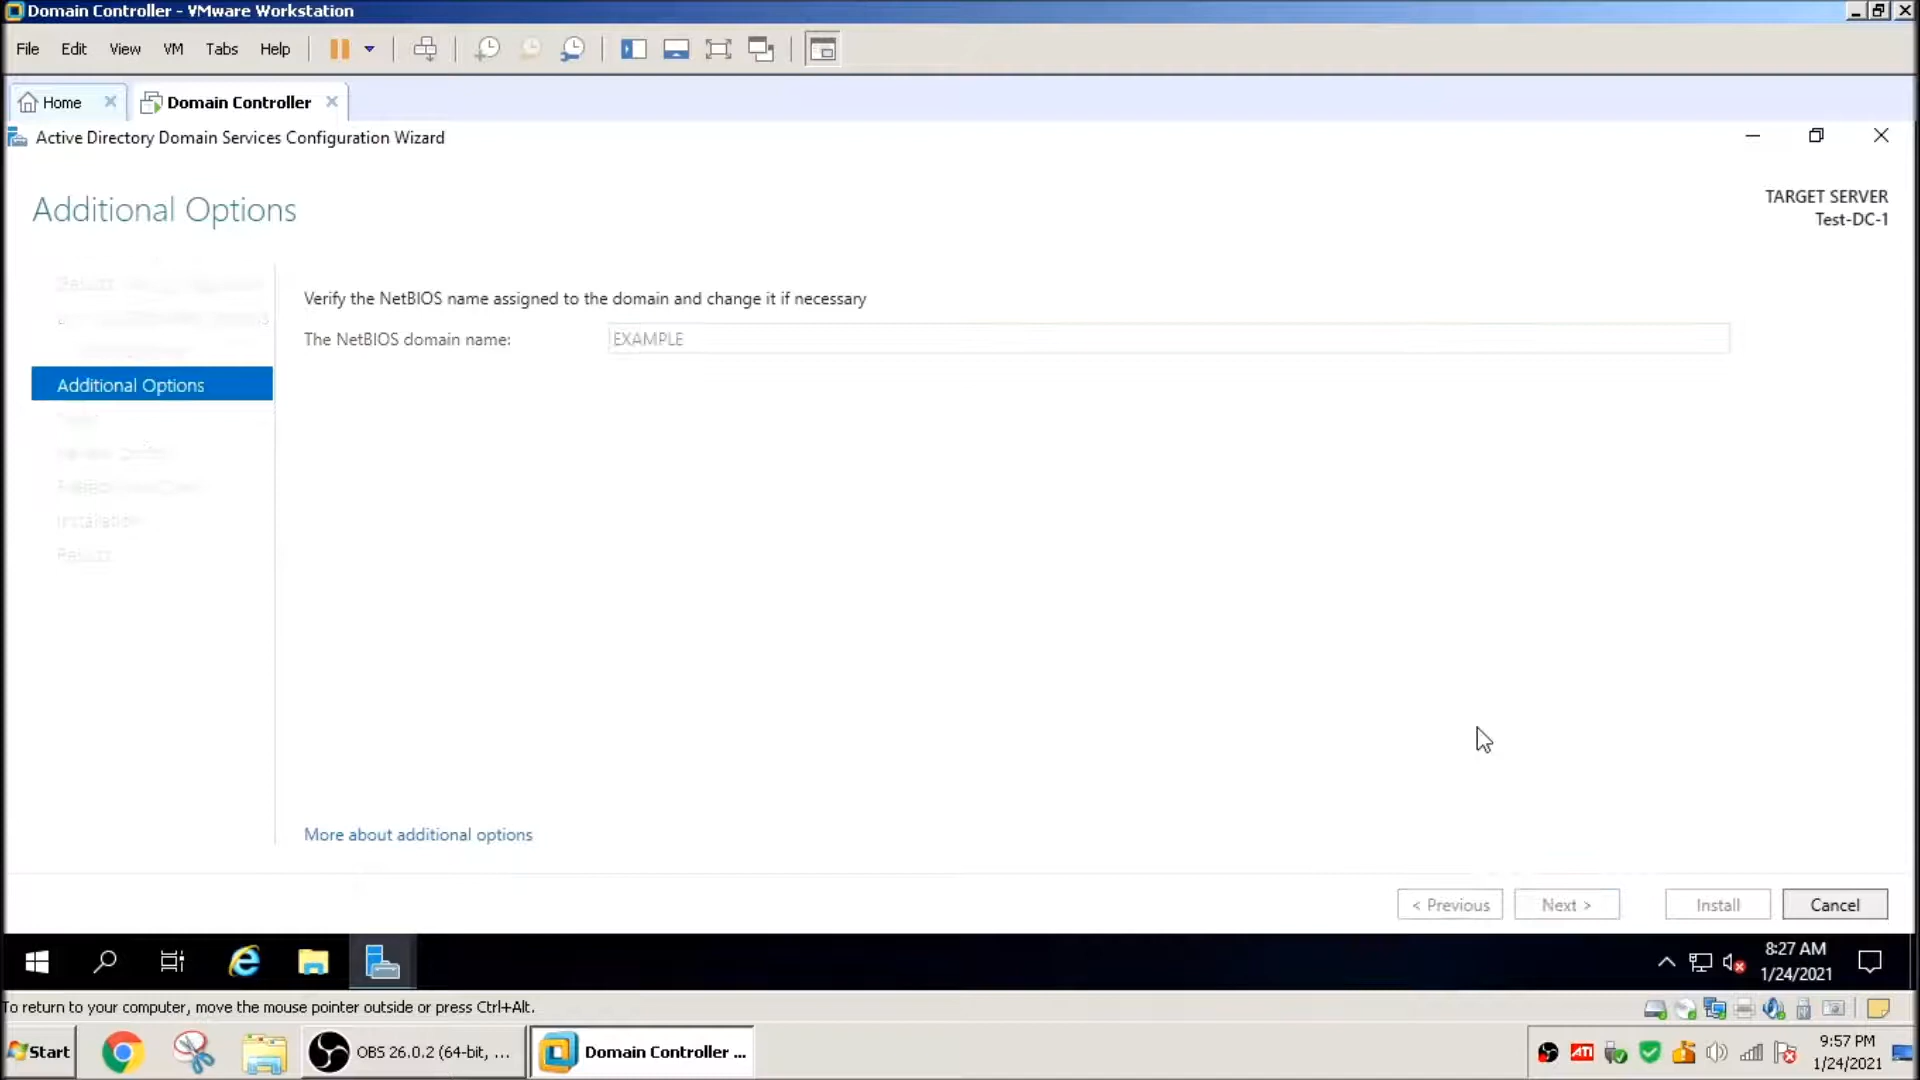 Domain Controller - VMware Workstation
File Edit View VM Tabs Help
Home Domain Controller
Active Directory Domain Services Configuration Wizard
Additional Options
TARGET SERVER
Test-DC-1
Verify the NetBIOS name assigned to the domain and change it if necessary
The NetBIOS domain name: EXAMPLE
Additional Options
Installation
Results
More about additional options
< Previous Next > Install Cancel
8:27 AM
1/24/2021
To return to your computer, move the mouse pointer outside or press Ctrl+Alt.
Start OBS 26.0.2 (64-bit, ... Domain Controller ...
ATI
9:57 PM
1/24/2021